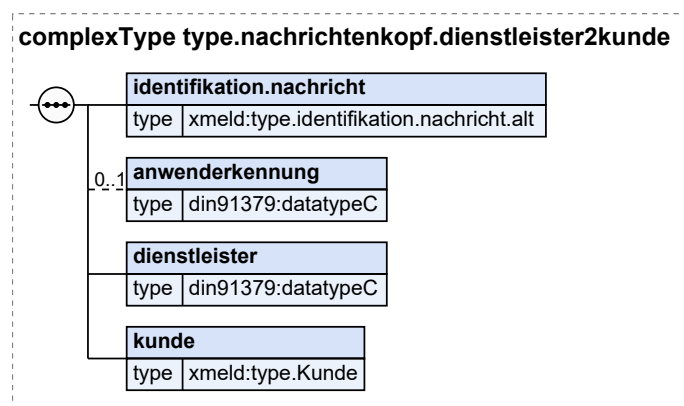 complexType type.nachrichtenkopf.dienstleister2kunde
identifikation.nachricht
type xmeld:type.identifikation.nachricht.alt
0..1
anwenderkennung
type din91379:datatypeC
dienstleister
type din91379:datatypeC
kunde
type xmeld:type.Kunde